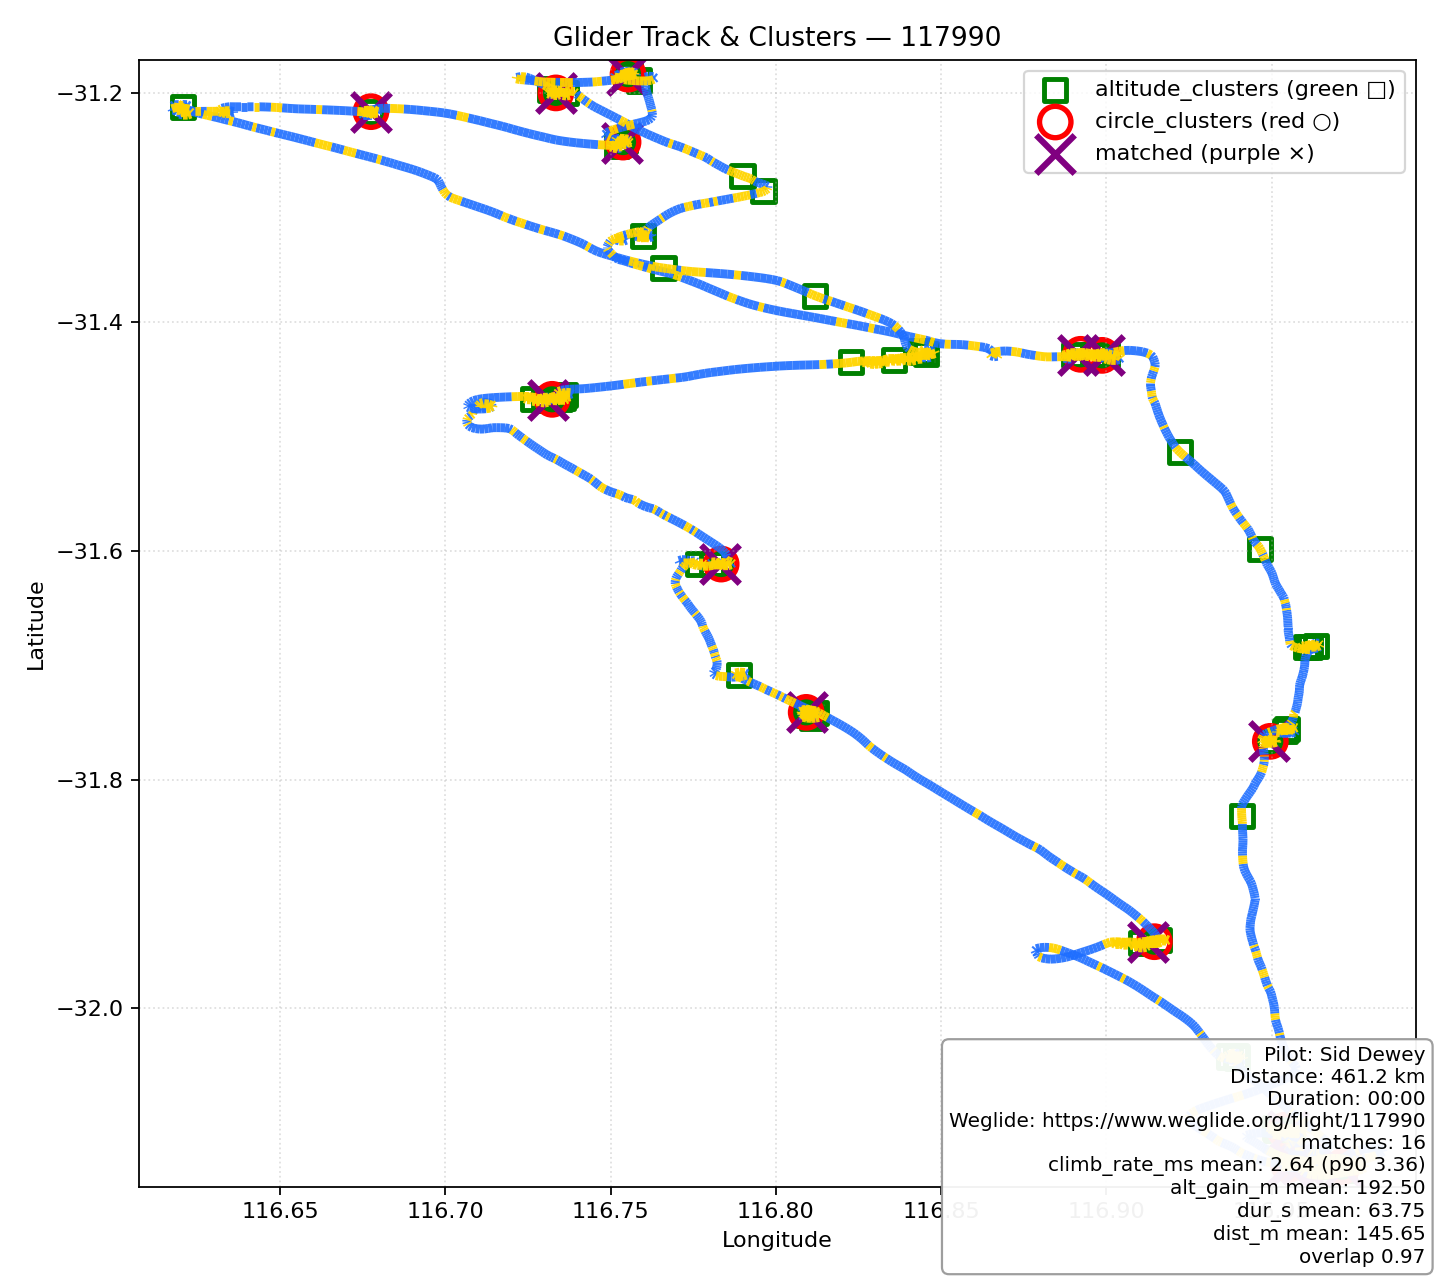 Glider Track & Clusters — 117990
altitude_clusters (green □)
circle_clusters (red ○)
matched (purple ×)
Latitude
−31.2
−31.4
−31.6
−31.8
−32.0
116.65
116.70
116.75
116.80
116.85
116.90
Longitude
Pilot: Sid Dewey
Distance: 461.2 km
Duration: 00:00
Weglide: https://www.weglide.org/flight/117990
matches: 16
climb_rate_ms mean: 2.64 (p90 3.36)
alt_gain_m mean: 192.50
dur_s mean: 63.75
dist_m mean: 145.65
overlap 0.97